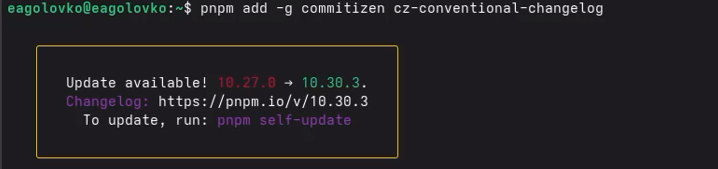 eagolovko@eagolovko:~$ pnpm add -g commitizen cz-conventional-changelog
Update available! 10.27.0 → 10.30.3.
Changelog: https://pnpm.io/v/10.30.3
To update, run: pnpm self-update